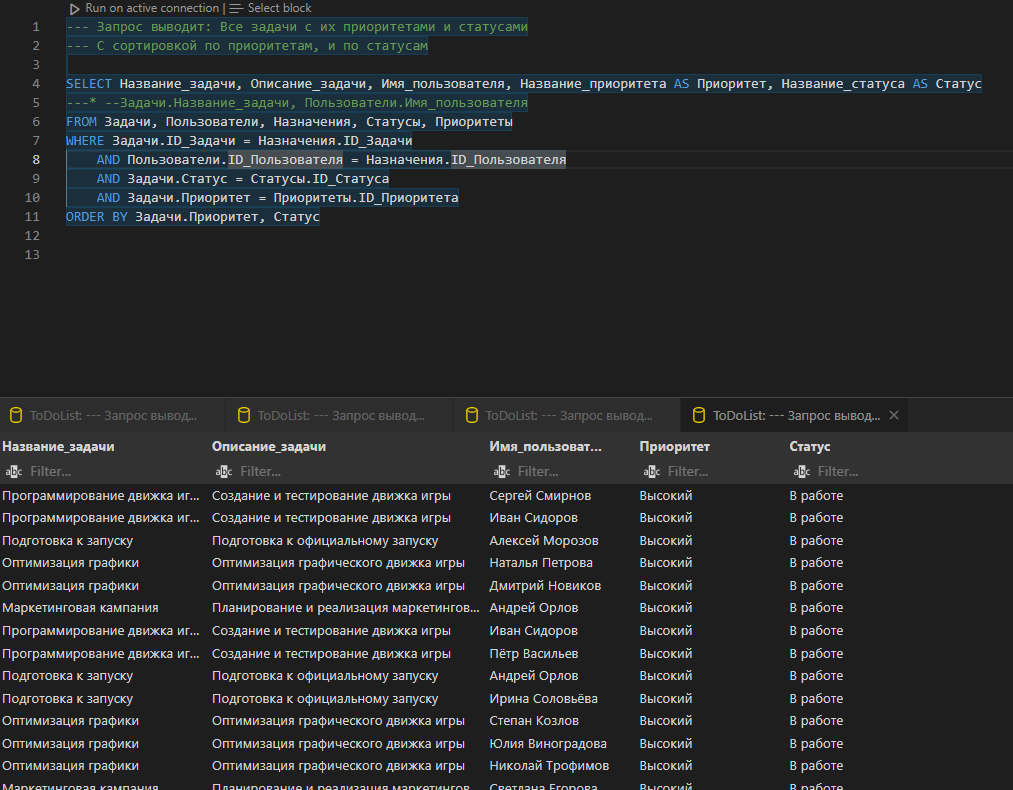 Run on active connection | Select block
1 --- Запрос выводит: Все задачи с их приоритетами и статусами
2 --- С сортировкой по приоритетам, и по статусам
3
4 SELECT Название_задачи, Описание_задачи, Имя_пользователя, Название_приоритета AS Приоритет, Название_статуса AS Статус
5 ---* --Задачи.Название_задачи, Пользователи.Имя_пользователя
6 FROM Задачи, Пользователи, Назначения, Статусы, Приоритеты
7 WHERE Задачи.ID_Задачи = Назначения.ID_Задачи
8 AND Пользователи.ID_Пользователя = Назначения.ID_Пользователя
9 AND Задачи.Статус = Статусы.ID_Статуса
10 AND Задачи.Приоритет = Приоритеты.ID_Приоритета
11 ORDER BY Задачи.Приоритет, Статус
12
13
ToDoList: --- Запрос вывод... ToDoList: --- Запрос вывод... ToDoList: --- Запрос вывод... ToDoList: --- Запрос вывод...
Название_задачи Описание_задачи Имя_пользоват... Приоритет Статус
abc Filter... abc Filter... abc Filter... abc Filter... abc Filter...
Программирование движка иг... Создание и тестирование движка игры Сергей Смирнов Высокий В работе
Программирование движка иг... Создание и тестирование движка игры Иван Сидоров Высокий В работе
Подготовка к запуску Подготовка к официальному запуску Алексей Морозов Высокий В работе
Оптимизация графики Оптимизация графического движка игры Наталья Петрова Высокий В работе
Оптимизация графики Оптимизация графического движка игры Дмитрий Новиков Высокий В работе
Маркетинговая кампания Планирование и реализация маркетингов... Андрей Орлов Высокий В работе
Программирование движка иг... Создание и тестирование движка игры Иван Сидоров Высокий В работе
Программирование движка иг... Создание и тестирование движка игры Пётр Васильев Высокий В работе
Подготовка к запуску Подготовка к официальному запуску Андрей Орлов Высокий В работе
Подготовка к запуску Подготовка к официальному запуску Ирина Соловьёва Высокий В работе
Оптимизация графики Оптимизация графического движка игры Степан Козлов Высокий В работе
Оптимизация графики Оптимизация графического движка игры Юлия Виноградова Высокий В работе
Оптимизация графики Оптимизация графического движка игры Николай Трофимов Высокий В работе
Маркетинговая кампания Планирование и реализация маркетингов... Светлана Егорова Высокий В работе